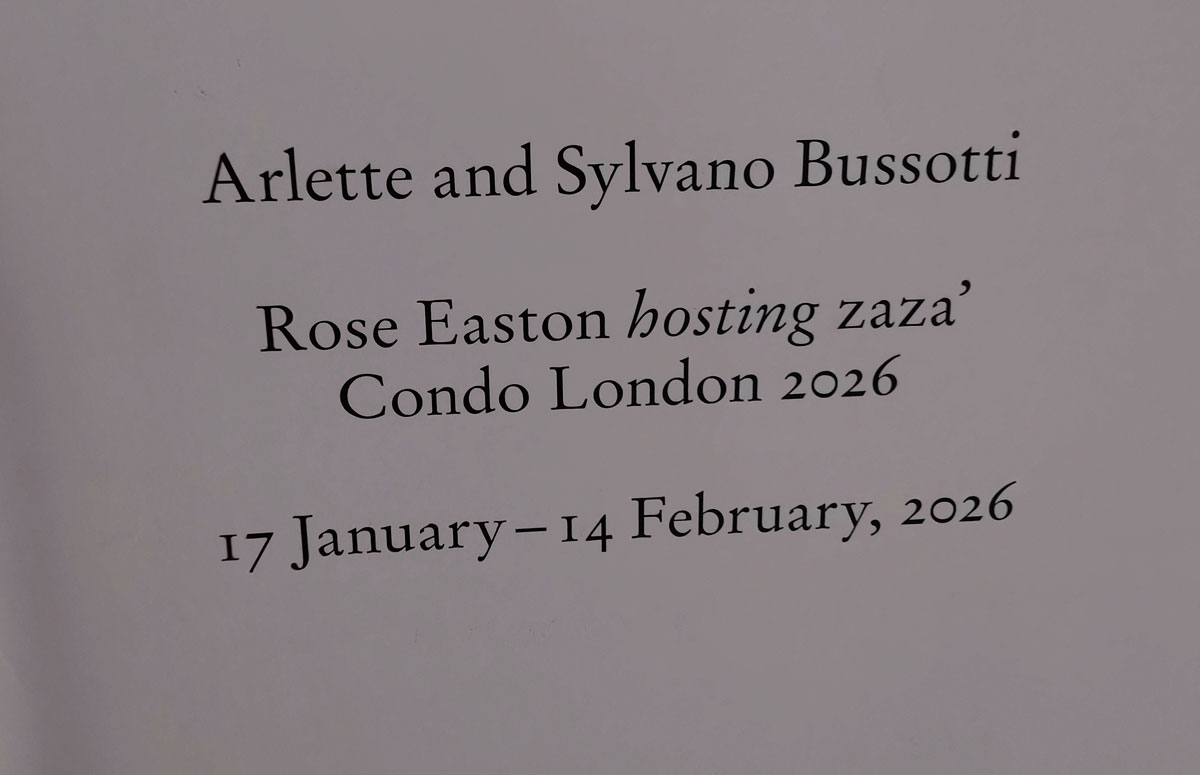 Arlette and Sylvano Bussotti
Rose Easton hosting zaza’
Condo London 2026
17 January – 14 February, 2026